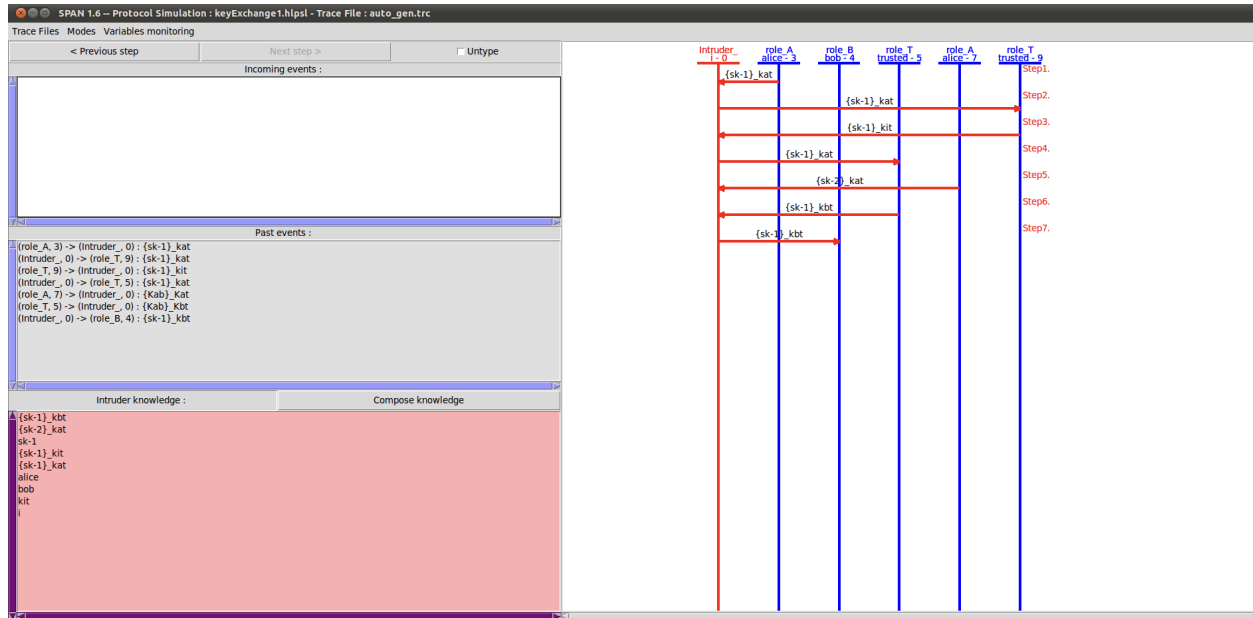 SPAN 1.6 -- Protocol Simulation : keyExchange1.hlpsl - Trace File : auto_gen.trc
Trace Files Modes Variables monitoring
< Previous step
Next step >
Untype
Incoming events :
Past events :
(role_A, 3) -> (Intruder_, 0) : {sk-1}_kat
(Intruder_, 0) -> (role_T, 9) : {sk-1}_kat
(role_T, 9) -> (Intruder_, 0) : {sk-1}_kit
(Intruder_, 0) -> (role_T, 5) : {sk-1}_kat
(role_A, 7) -> (Intruder_, 0) : {Kab}_Kat
(role_T, 5) -> (Intruder_, 0) : {Kab}_Kbt
(Intruder_, 0) -> (role_B, 4) : {sk-1}_kbt
Intruder knowledge :
Compose knowledge
{sk-1}_kbt
{sk-2}_kat
sk-1
{sk-1}_kit
{sk-1}_kat
alice
bob
kit
i
Intruder_ role_A role_B role_T role_A role_T
i - 0 alice - 3 bob - 4 trusted - 5 alice - 7 trusted - 9
Step1.
{sk-1}_kat
Step2.
{sk-1}_kat
Step3.
{sk-1}_kit
Step4.
{sk-1}_kat
Step5.
{sk-2}_kat
Step6.
{sk-1}_kbt
Step7.
{sk-1}_kbt